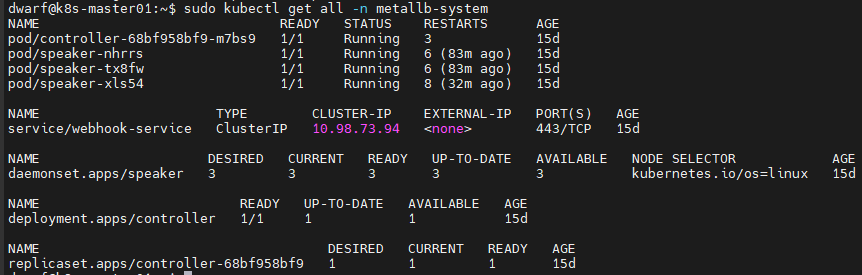 dwarf@k8s-master01:~$ sudo kubectl get all -n metallb-system
NAME READY STATUS RESTARTS AGE
pod/controller-68bf958bf9-m7bs9 1/1 Running 3 15d
pod/speaker-nhrrs 1/1 Running 6 (83m ago) 15d
pod/speaker-tx8fw 1/1 Running 6 (83m ago) 15d
pod/speaker-xls54 1/1 Running 8 (32m ago) 15d
NAME TYPE CLUSTER-IP EXTERNAL-IP PORT(S) AGE
service/webhook-service ClusterIP 10.98.73.94 <none> 443/TCP 15d
NAME DESIRED CURRENT READY UP-TO-DATE AVAILABLE NODE SELECTOR AGE
daemonset.apps/speaker 3 3 3 3 3 kubernetes.io/os=linux 15d
NAME READY UP-TO-DATE AVAILABLE AGE
deployment.apps/controller 1/1 1 1 15d
NAME DESIRED CURRENT READY AGE
replicaset.apps/controller-68bf958bf9 1 1 1 15d